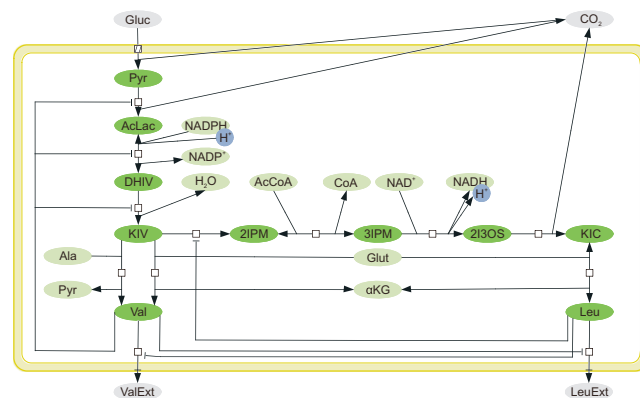 Gluc
CO₂
Pyr
AcLac
NADPH
H⁺
NADP⁺
DHIV
H₂O
AcCoA
CoA
NAD⁺
NADH
H⁺
KIV
2IPM
3IPM
2I3OS
KIC
Ala
Glut
Pyr
αKG
Val
Leu
ValExt
LeuExt